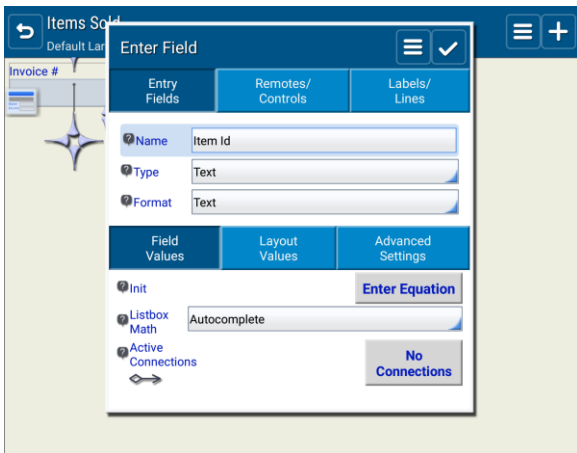 Items So
Default Lar
Invoice #
Enter Field
Entry
Fields
Remotes/
Controls
Labels/
Lines
Name
Item Id
Type
Text
Format
Text
Field
Values
Layout
Values
Advanced
Settings
Init
Enter Equation
Listbox
Math
Autocomplete
Active
Connections
No
Connections